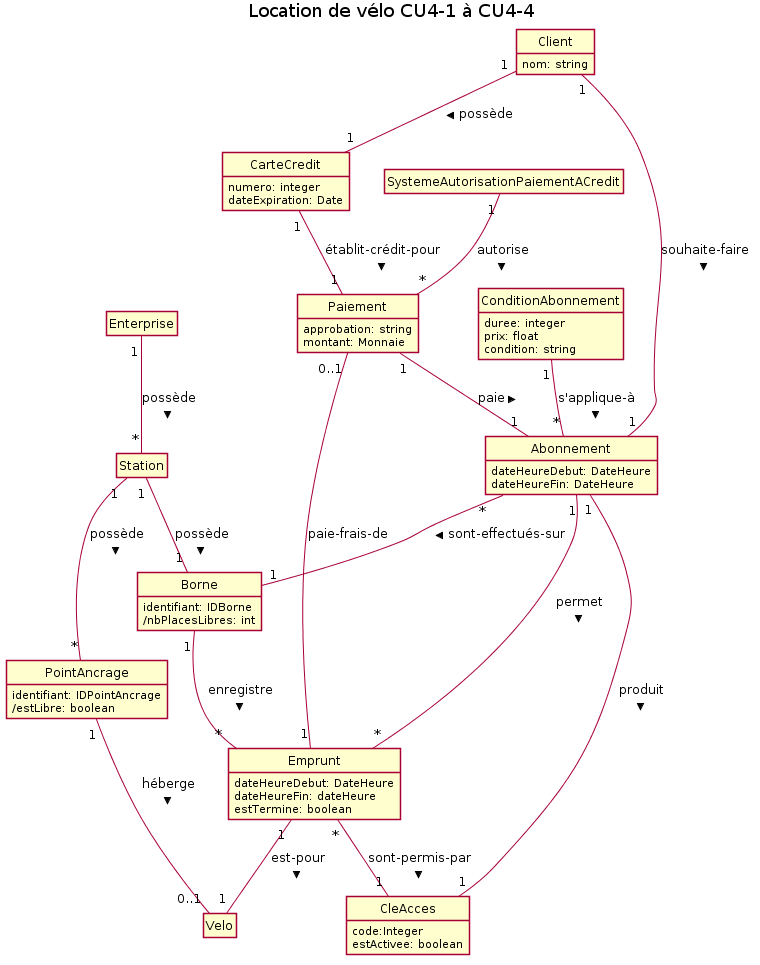 Location de vélo CU4-1 à CU4-4
Client
nom: string
1
1
◄ possède
1
CarteCredit
numero: integer
dateExpiration: Date
SystemeAutorisationPaiementACredit
1
1
établit-crédit-pour
▼
autorise
▼
souhaite-faire
▼
1
*
Paiement
approbation: string
montant: Monnaie
ConditionAbonnement
duree: integer
prix: float
condition: string
Enterprise
1
0..1
1
1
possède
▼
paie ►
s'applique-à
▼
*
1
*
1
Station
Abonnement
dateHeureDebut: DateHeure
dateHeureFin: DateHeure
1
1
*
1
1
possède
▼
possède
▼
paie-frais-de
◄ sont-effectués-sur
1
1
Borne
identifiant: IDBorne
/nbPlacesLibres: int
permet
▼
*
1
PointAncrage
identifiant: IDPointAncrage
/estLibre: boolean
enregistre
▼
produit
▼
1
*
1
*
Emprunt
dateHeureDebut: DateHeure
dateHeureFin: dateHeure
estTermine: boolean
héberge
▼
1
*
est-pour
▼
sont-permis-par
▼
0..1
1
1
1
Velo
CleAcces
code:Integer
estActivee: boolean